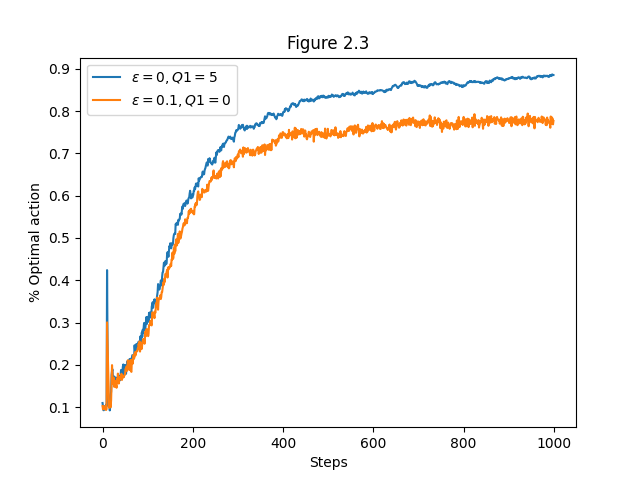 Figure 2.3
ε = 0, Q1 = 5
ε = 0.1, Q1 = 0
% Optimal action
0.9
0.8
0.7
0.6
0.5
0.4
0.3
0.2
0.1
0 200 400 600 800 1000
Steps